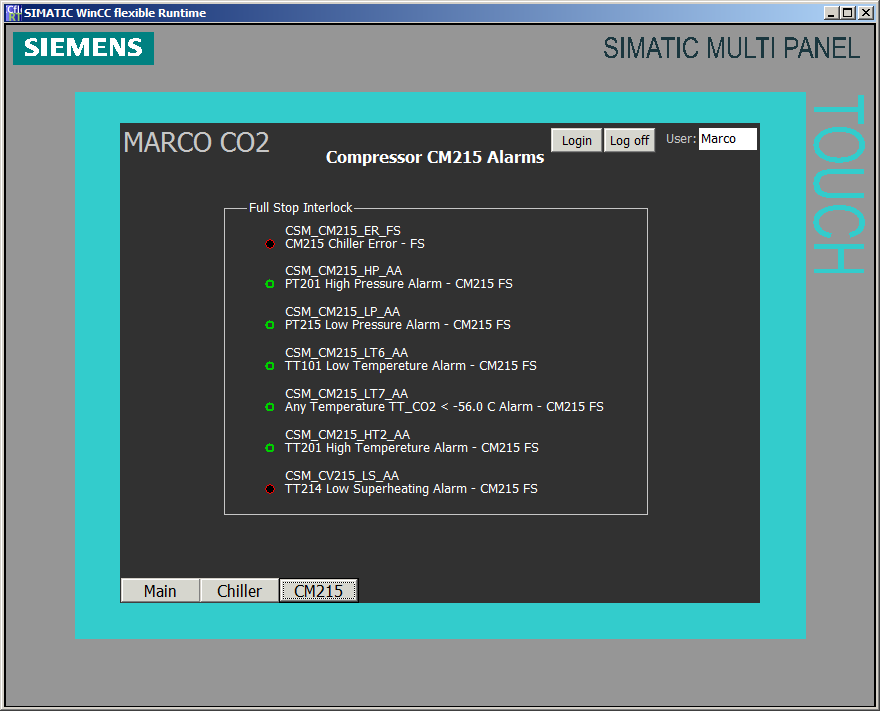 SIMATIC WinCC flexible Runtime
SIEMENS
SIMATIC MULTI PANEL
TOUCH
MARCO CO2
Login
Log off
User:
Marco
Compressor CM215 Alarms
Full Stop Interlock
CSM_CM215_ER_FS
CM215 Chiller Error - FS
CSM_CM215_HP_AA
PT201 High Pressure Alarm - CM215 FS
CSM_CM215_LP_AA
PT215 Low Pressure Alarm - CM215 FS
CSM_CM215_LT6_AA
TT101 Low Tempereture Alarm - CM215 FS
CSM_CM215_LT7_AA
Any Temperature TT_CO2 < -56.0 C Alarm - CM215 FS
CSM_CM215_HT2_AA
TT201 High Tempereture Alarm - CM215 FS
CSM_CV215_LS_AA
TT214 Low Superheating Alarm - CM215 FS
Main
Chiller
CM215